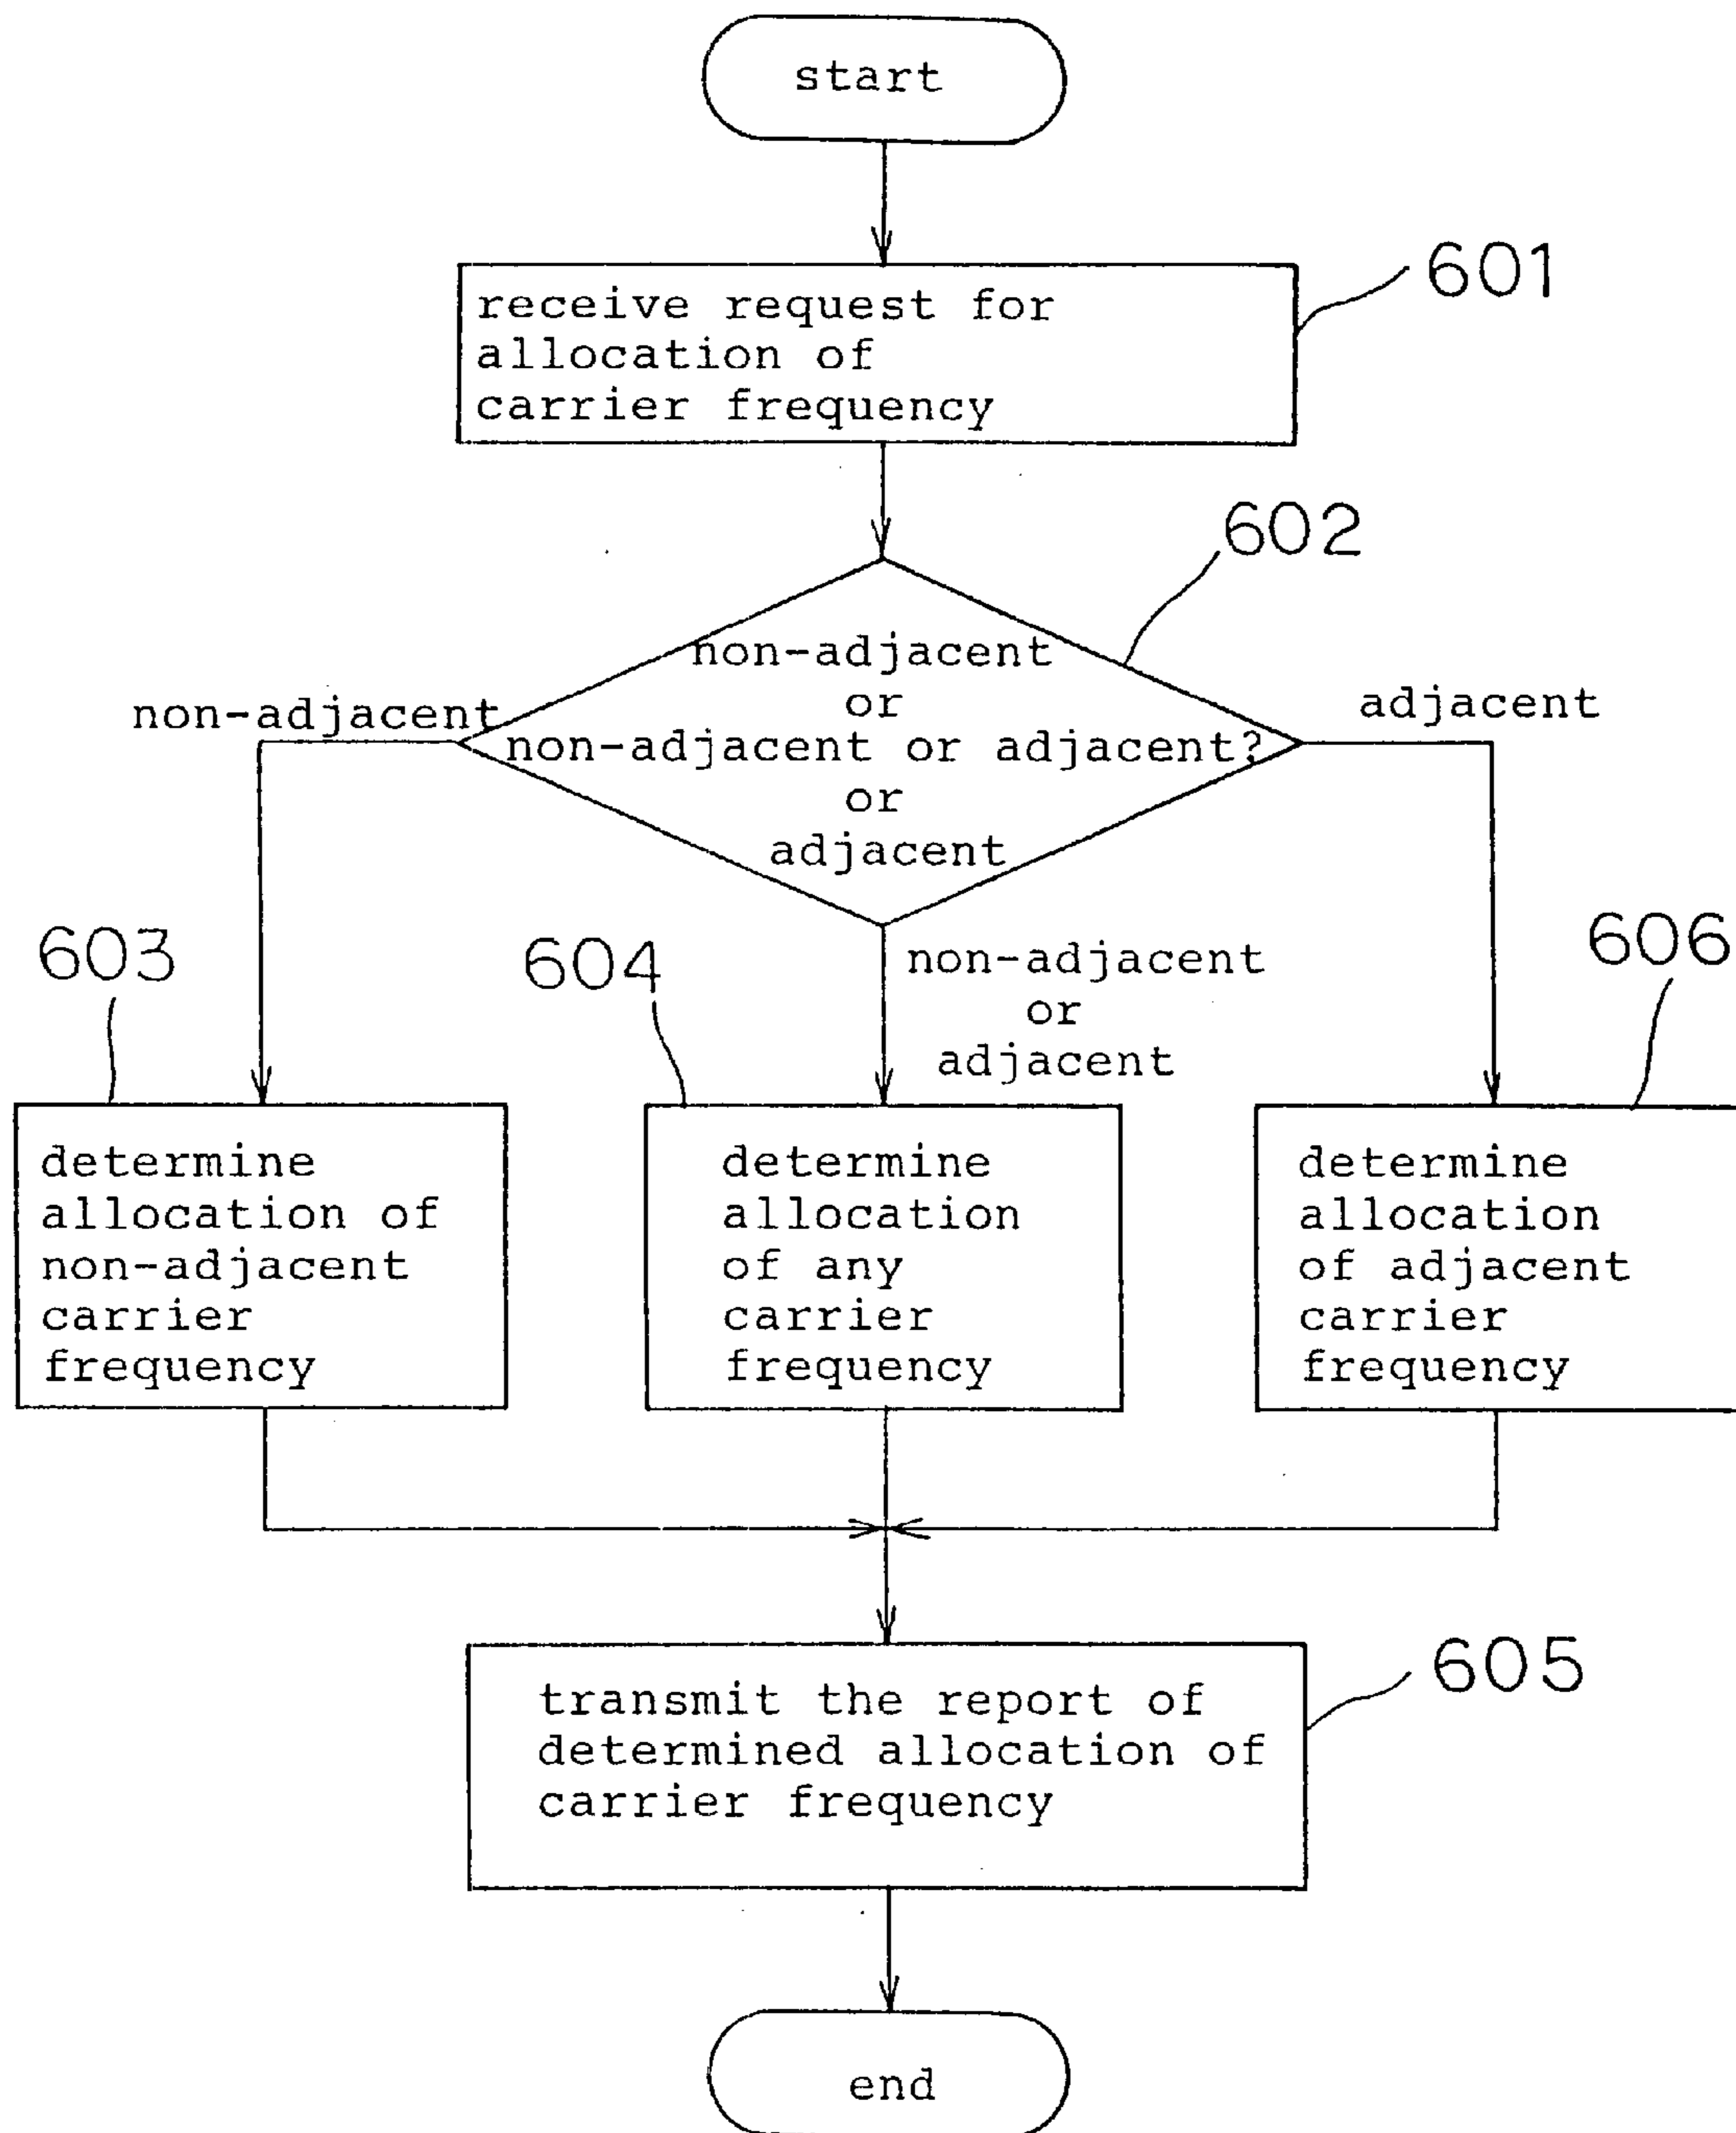 start
601
receive request for
allocation of
carrier frequency
602
non-adjacent
or
non-adjacent or adjacent?
or
adjacent
non-adjacent
adjacent
603
604
non-adjacent
or
adjacent
606
determine
allocation of
non-adjacent
carrier
frequency
determine
allocation
of any
carrier
frequency
determine
allocation
of adjacent
carrier
frequency
605
transmit the report of
determined allocation of
carrier frequency
end